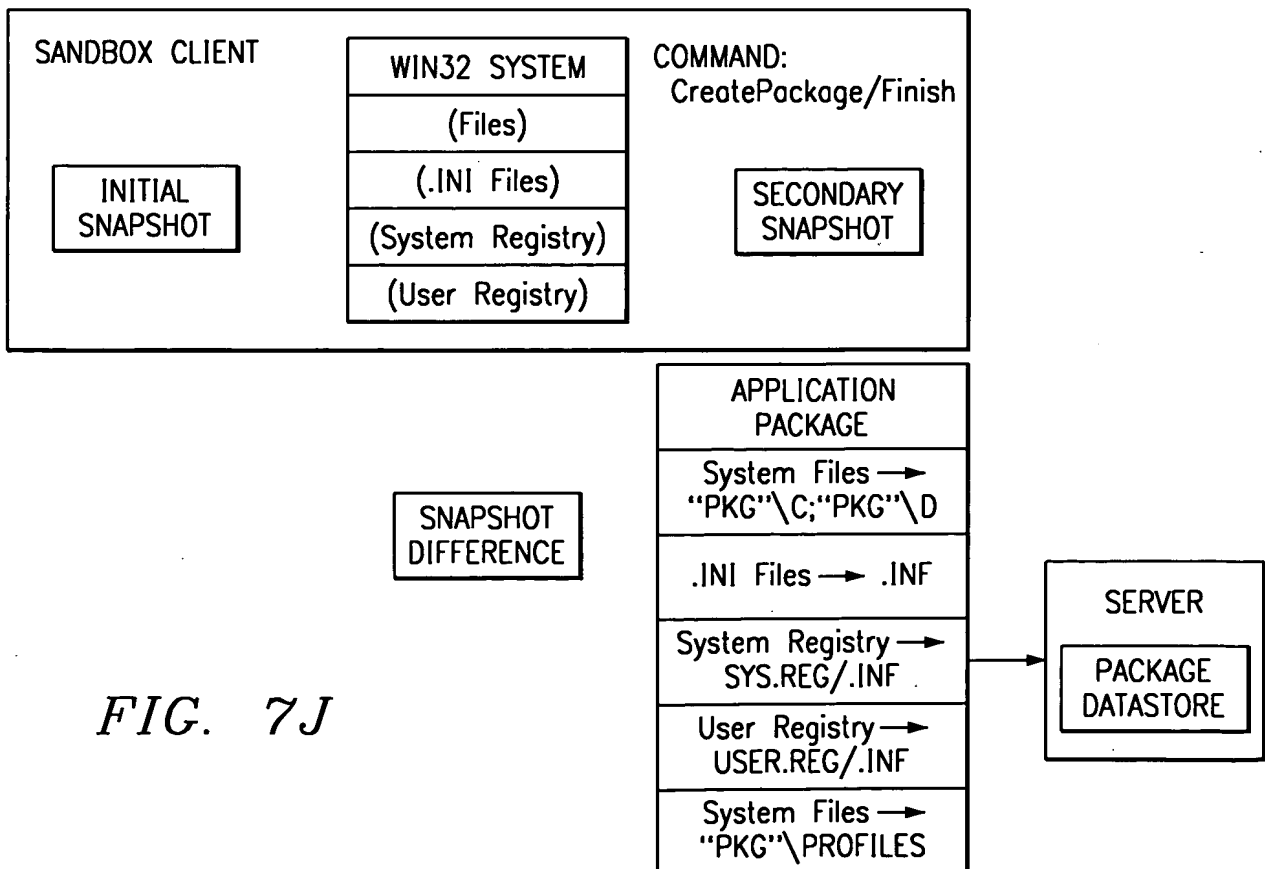 SANDBOX CLIENT
WIN32 SYSTEM
(Files)
(.INI Files)
(System Registry)
(User Registry)
COMMAND:
CreatePackage/Finish
INITIAL
SNAPSHOT
SECONDARY
SNAPSHOT
APPLICATION
PACKAGE
System Files →
“PKG”\C;“PKG”\D
.INI Files → .INF
System Registry →
SYS.REG/.INF
User Registry →
USER.REG/.INF
System Files →
“PKG”\PROFILES
SNAPSHOT
DIFFERENCE
SERVER
PACKAGE
DATASTORE
FIG. 7J